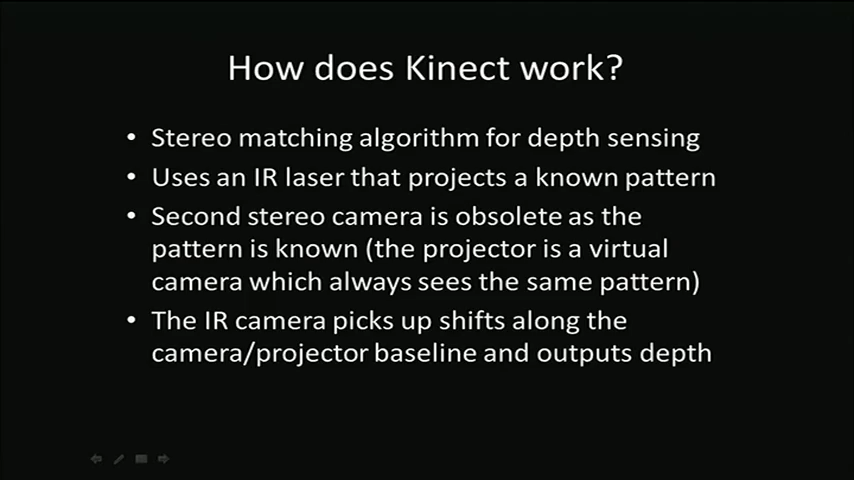 How does Kinect work?
• Stereo matching algorithm for depth sensing
• Uses an IR laser that projects a known pattern
• Second stereo camera is obsolete as the
pattern is known (the projector is a virtual
camera which always sees the same pattern)
• The IR camera picks up shifts along the
camera/projector baseline and outputs depth